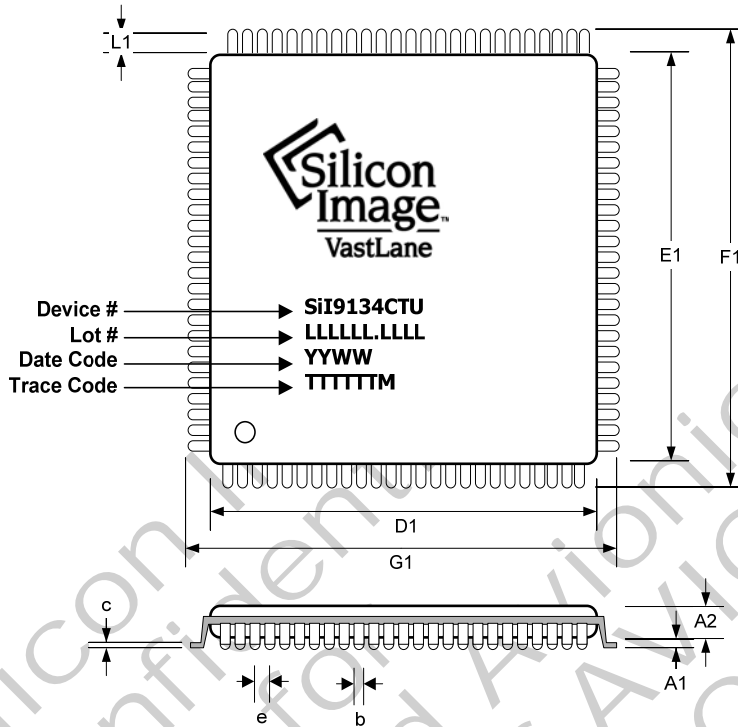 L1
Silicon
Image™
VastLane
E1
F1
Device #
SiI9134CTU
Lot #
LLLLLL.LLLL
Date Code
YYWW
Trace Code
TTTTTTM
D1
G1
c
A2
A1
e
b